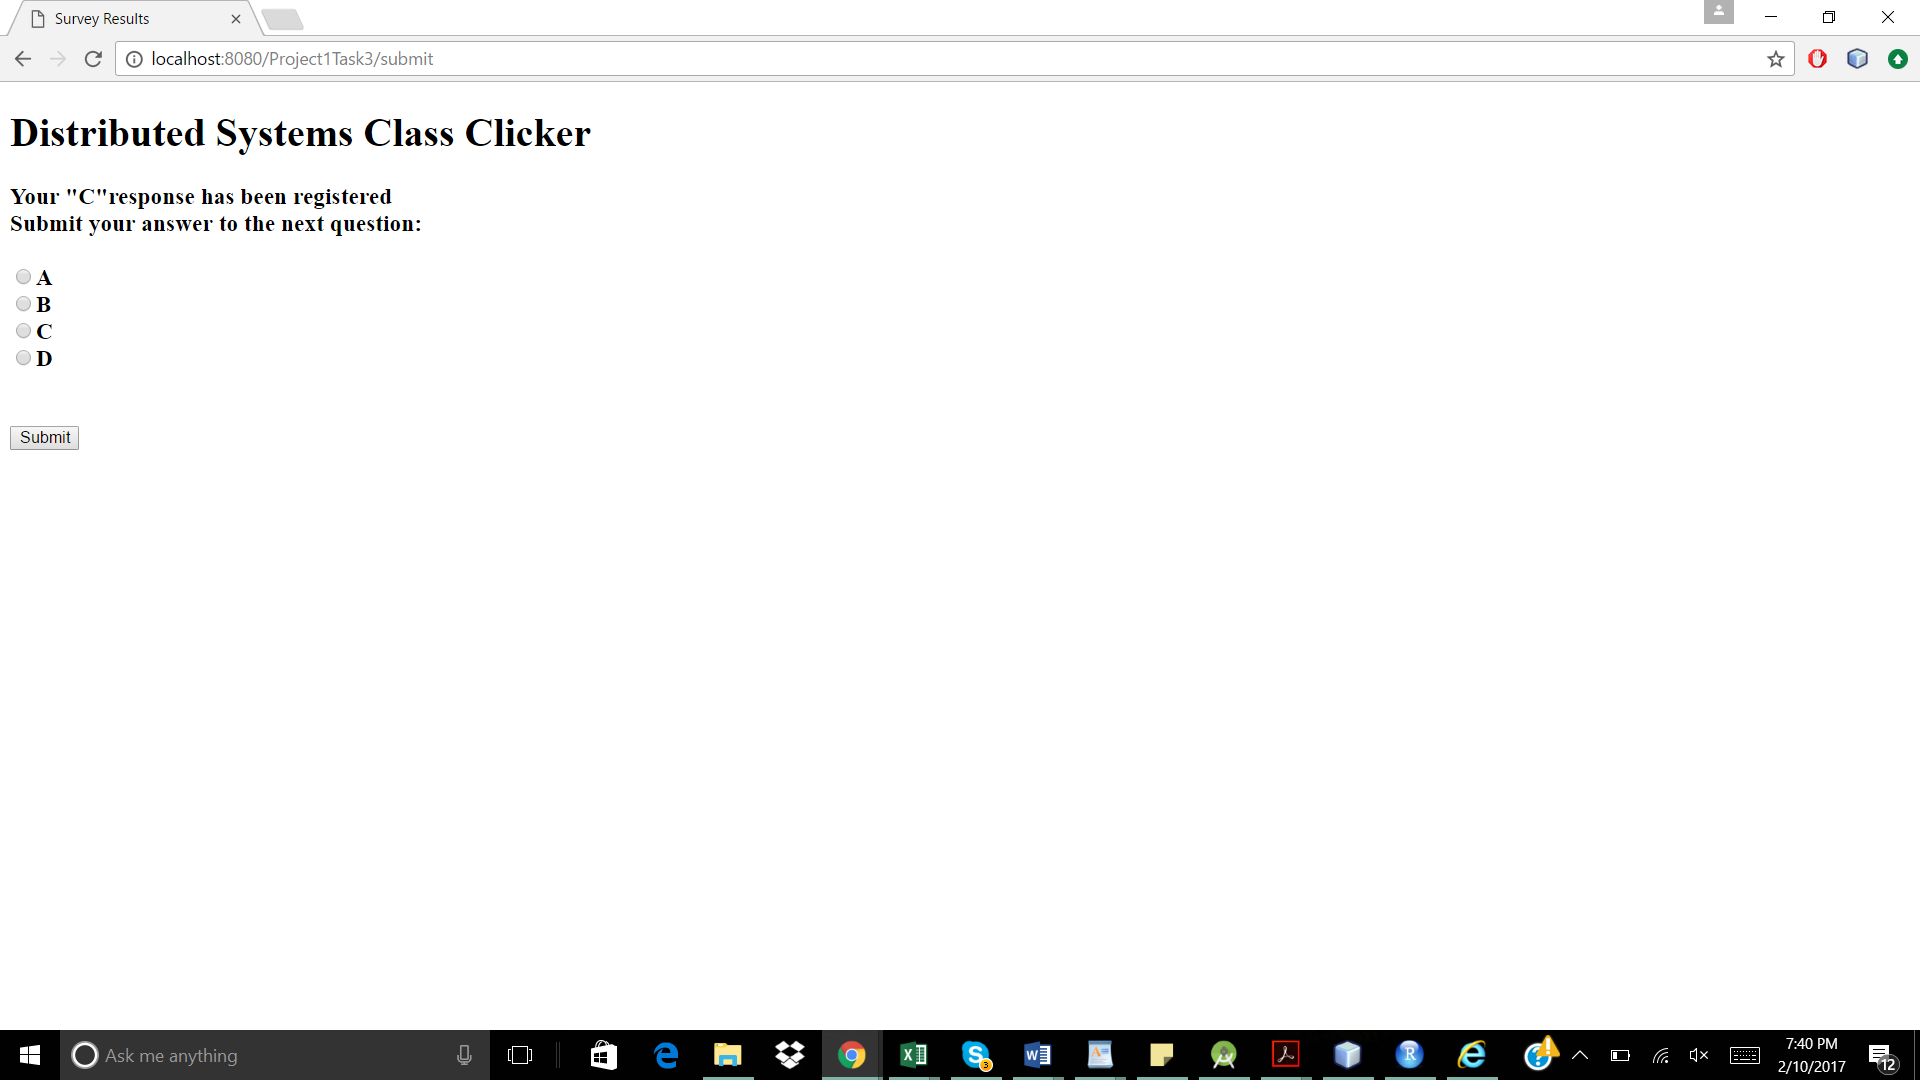 Survey Results
localhost:8080/Project1Task3/submit
Distributed Systems Class Clicker
Your "C"response has been registered
Submit your answer to the next question:
A
B
C
D
Submit
Ask me anything
3
7:40 PM
2/10/2017
12